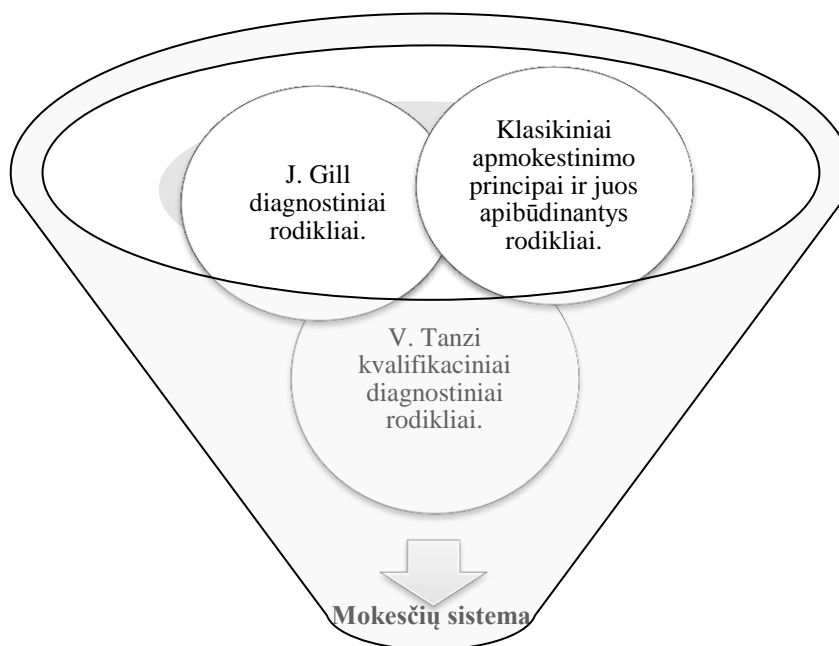 J. Gill
diagnostiniai
rodikliai.
Klasikiniai
apmokestinimo
principai ir juos
apibūdinantys
rodikliai.
V. Tanzi
kvalifikaciniai
diagnostiniai
rodikliai.
Mokesčių sistema